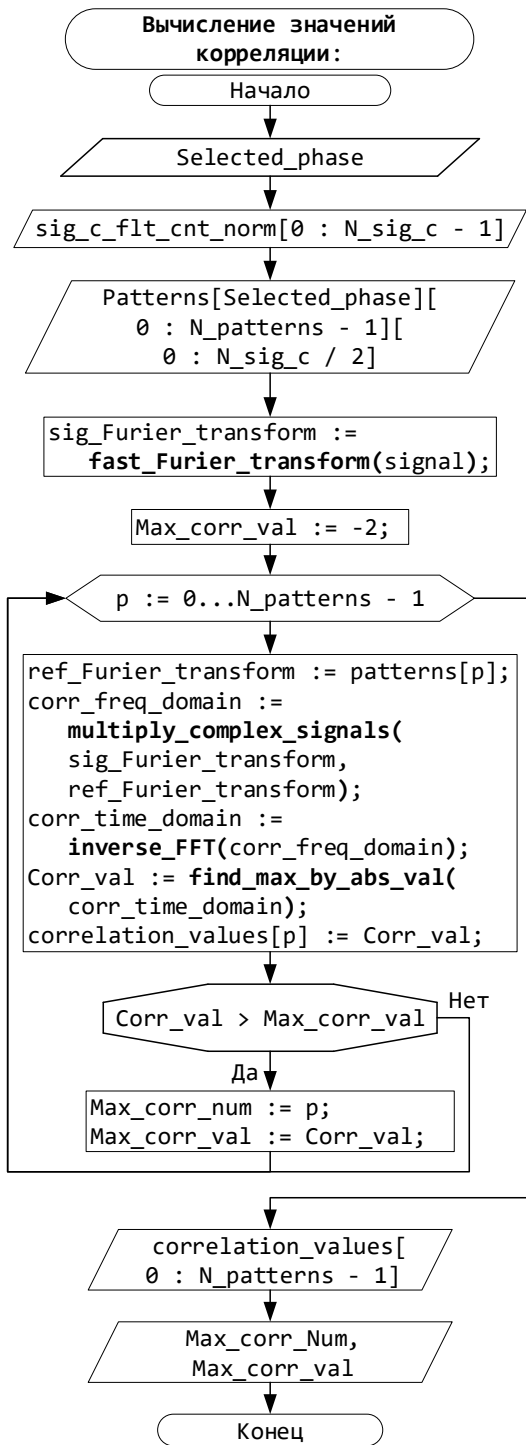 Вычисление значений
корреляции:
Начало
Selected_phase
sig_c_flt_cnt_norm[0 : N_sig_c - 1]
Patterns[Selected_phase][
0 : N_patterns - 1][
0 : N_sig_c / 2]
sig_Furier_transform :=
fast_Furier_transform(signal);
Max_corr_val := -2;
p := 0...N_patterns - 1
ref_Furier_transform := patterns[p];
corr_freq_domain :=
multiply_complex_signals(
sig_Furier_transform,
ref_Furier_transform);
corr_time_domain :=
inverse_FFT(corr_freq_domain);
Corr_val := find_max_by_abs_val(
corr_time_domain);
correlation_values[p] := Corr_val;
Corr_val > Max_corr_val
Нет
Да
Max_corr_num := p;
Max_corr_val := Corr_val;
correlation_values[
0 : N_patterns - 1]
Max_corr_Num,
Max_corr_val
Конец